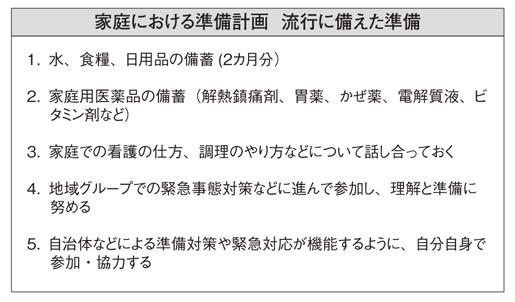 家庭における準備計画　流行に備えた準備
1. 水、食糧、日用品の備蓄 (2カ月分）
2. 家庭用医薬品の備蓄（解熱鎮痛剤、胃薬、かぜ薬、電解質液、ビ
タミン剤など）
3. 家庭での看護の仕方、調理のやり方などについて話し合っておく
4. 地域グループでの緊急事態対策などに進んで参加し、理解と準備に
努める
5. 自治体などによる準備対策や緊急対応が機能するように、自分自身で
参加・協力する